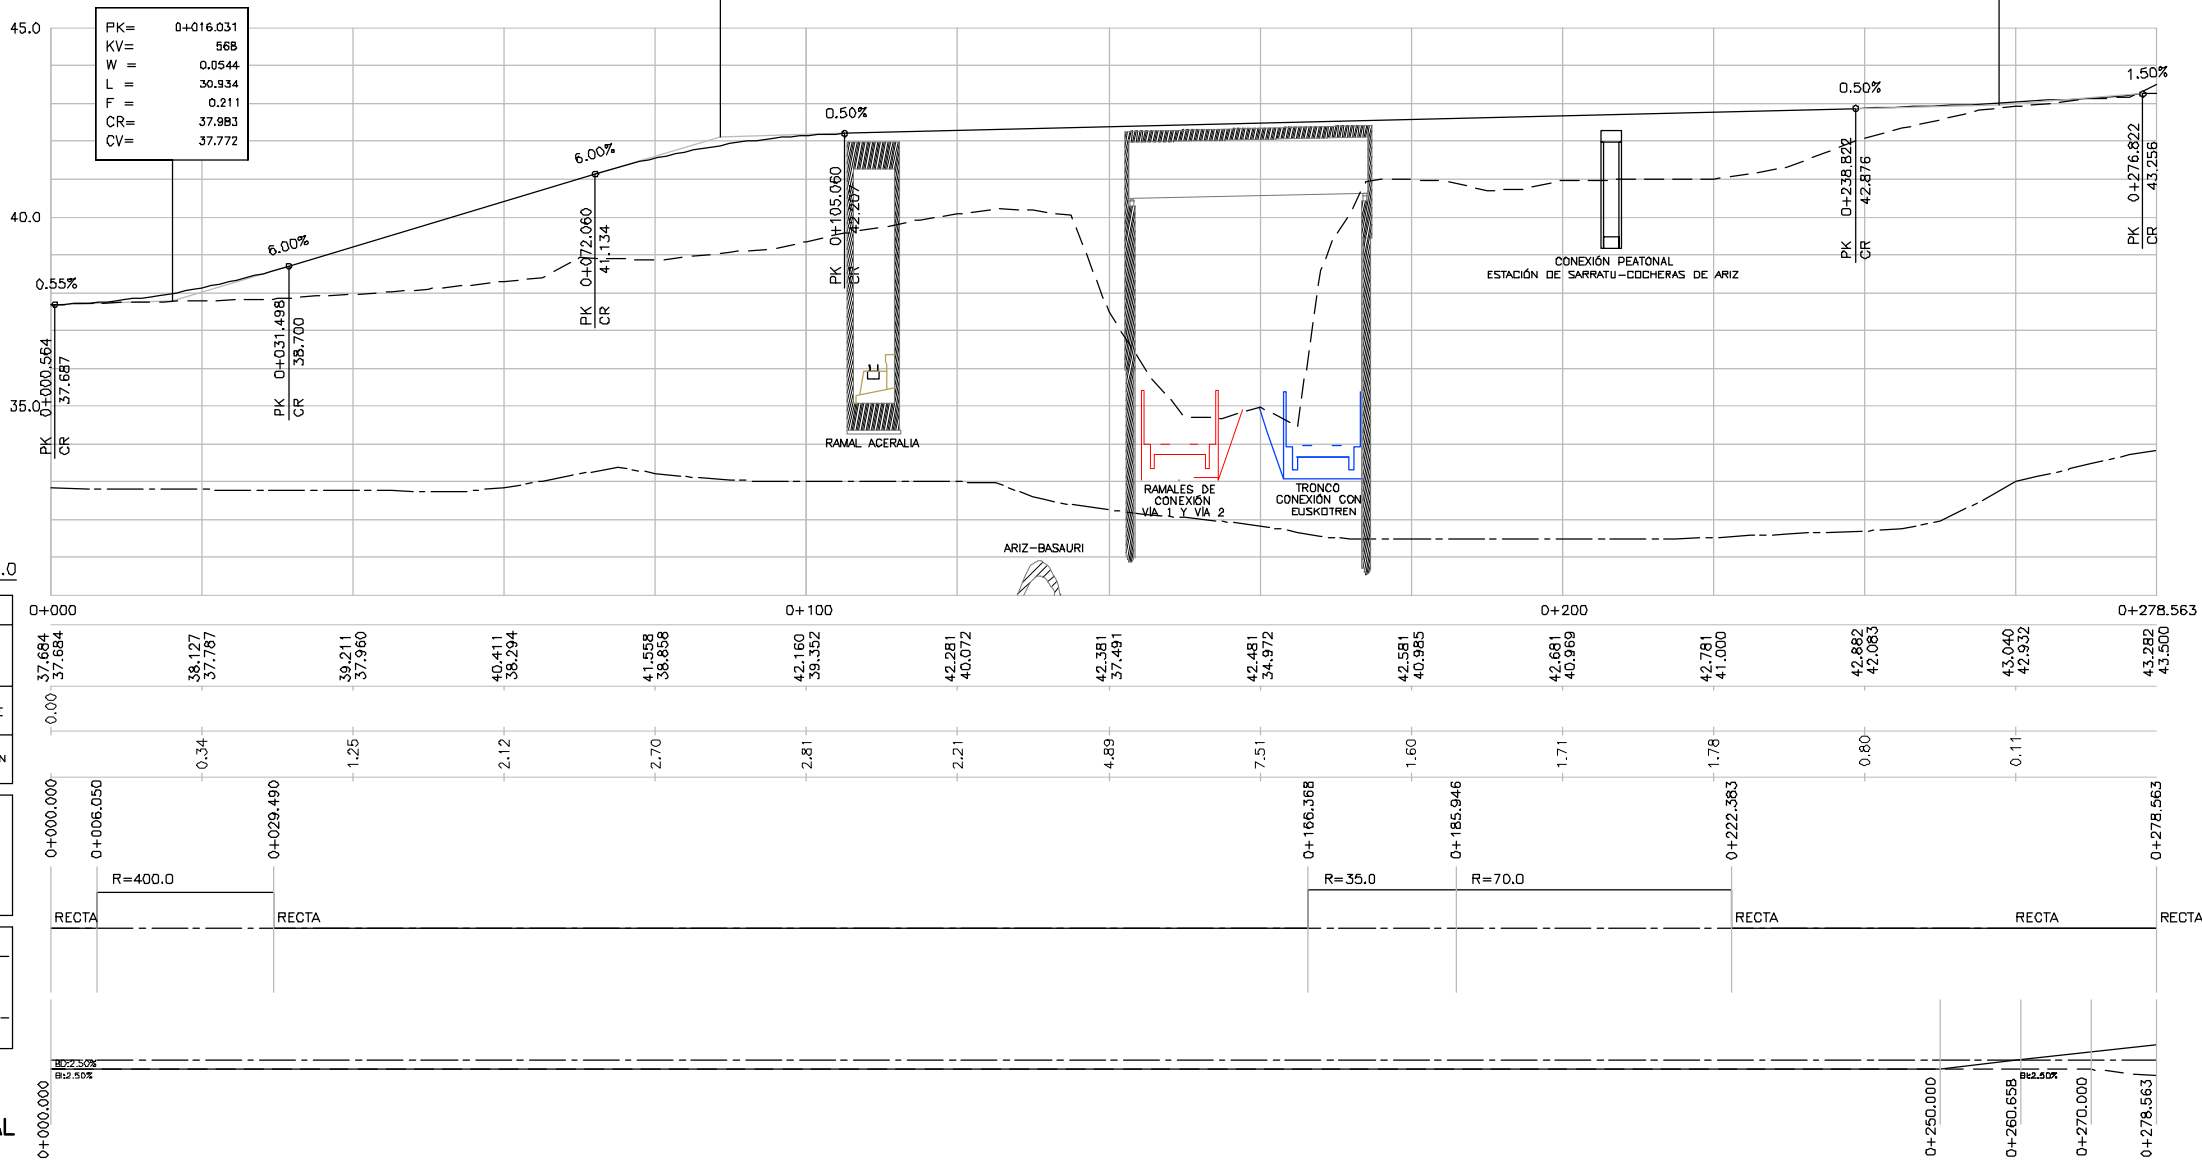 45.0
PK= 0+016.031
KV= 568
W = 0.0544
L = 30.934
F = 0.211
CR= 37.983
CV= 37.772
40.0
35.0
.0
0.55%
6.00%
6.00%
0.50%
0.50%
1.50%
PK 0+000.564
CR 37.687
PK 0+031.498
CR 38.700
PK 0+072.060
CR 41.134
PK 0+105.060
CR 42.207
PK 0+238.822
CR 42.876
PK 0+276.822
CR 43.256
RAMAL ACERALIA
ARIZ-BASAURI
RAMALES DE
CONEXIÓN
VÍA 1 Y VÍA 2
TRONCO
CONEXIÓN CON
EUSKOTREN
CONEXIÓN PEATONAL
ESTACIÓN DE SARRATU-COCHERAS DE ARIZ
0+000 0+100 0+200 0+278.563
37.684 38.127 39.211 40.411 41.558 42.160 42.281 42.381 42.481 42.581 42.681 42.781 42.882 43.040 43.282
37.684 37.787 37.960 38.294 38.858 39.352 40.072 37.491 34.972 40.985 40.969 41.000 42.083 42.932 43.500
0.00
0.34 1.25 2.12 2.70 2.81 2.21 4.89 7.51 1.60 1.71 1.78 0.80 0.11
0+000.000 0+006.050 0+029.490 0+166.368 0+185.946 0+222.383 0+278.563
R=400.0 R=35.0 R=70.0
RECTA RECTA RECTA RECTA RECTA
BD:2.50%
BI:2.50%
BI:2.50%
0+000.000 0+250.000 0+260.658 0+270.000 0+278.563
AL